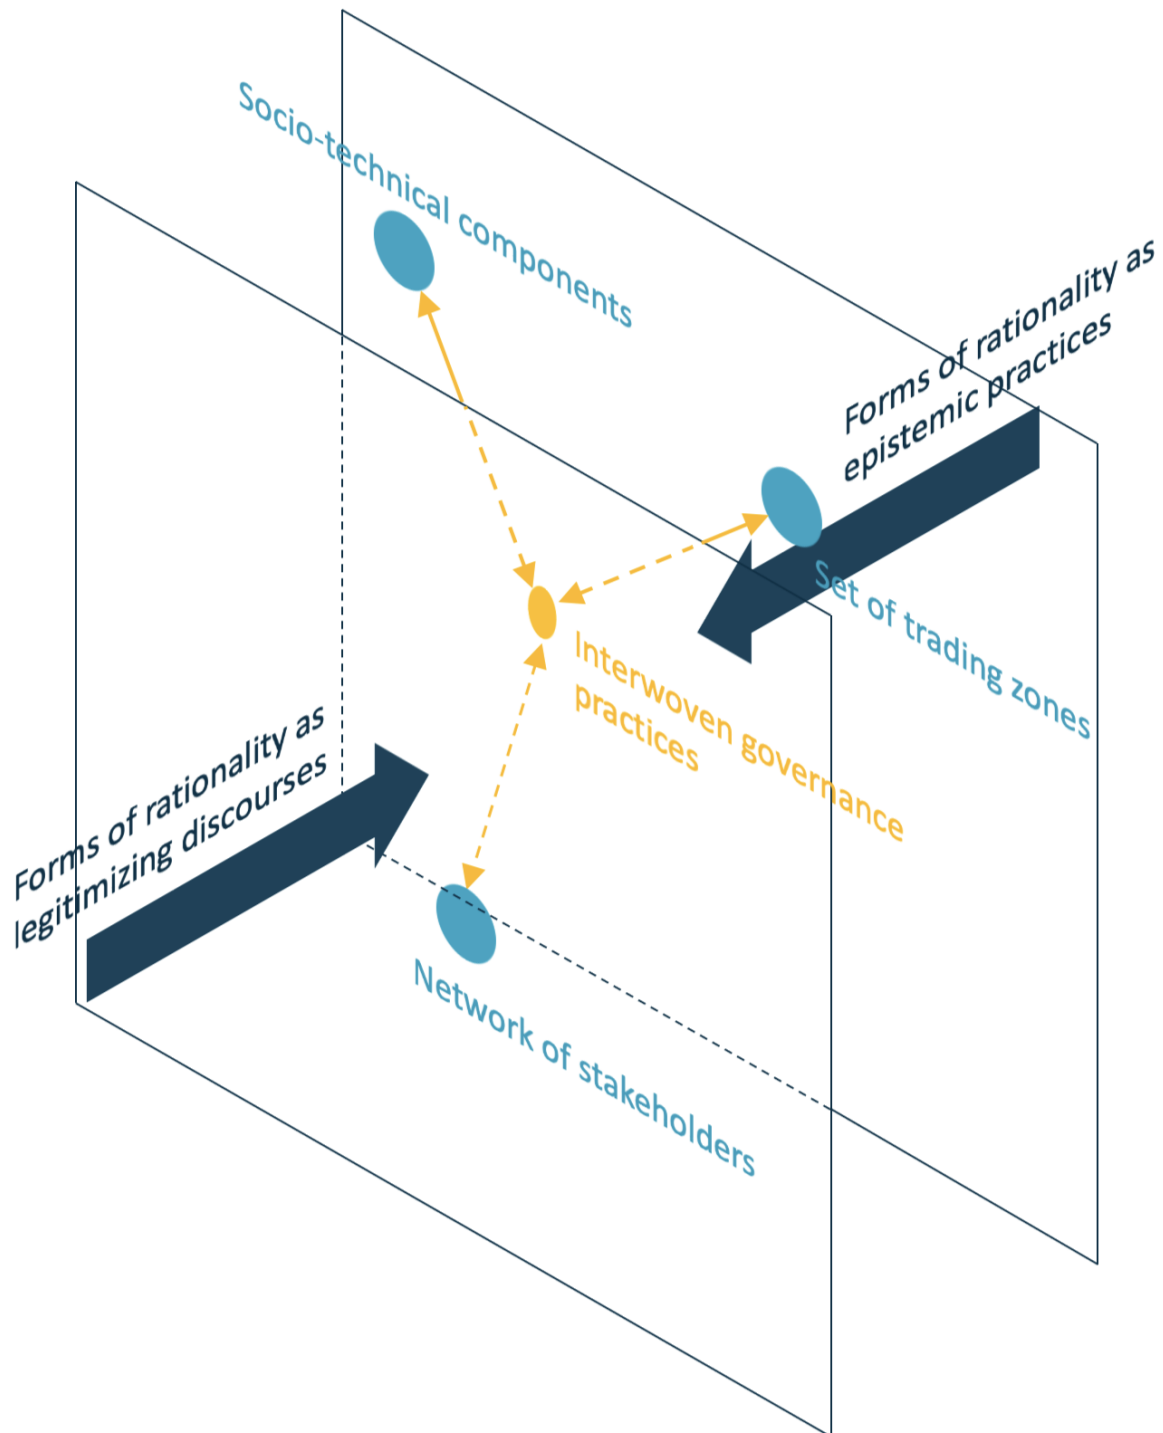 Socio-technical components
Forms of rationality as
epistemic practices
Set of trading zones
Interwoven governance
practices
Forms of rationality as
legitimizing discourses
Network of stakeholders